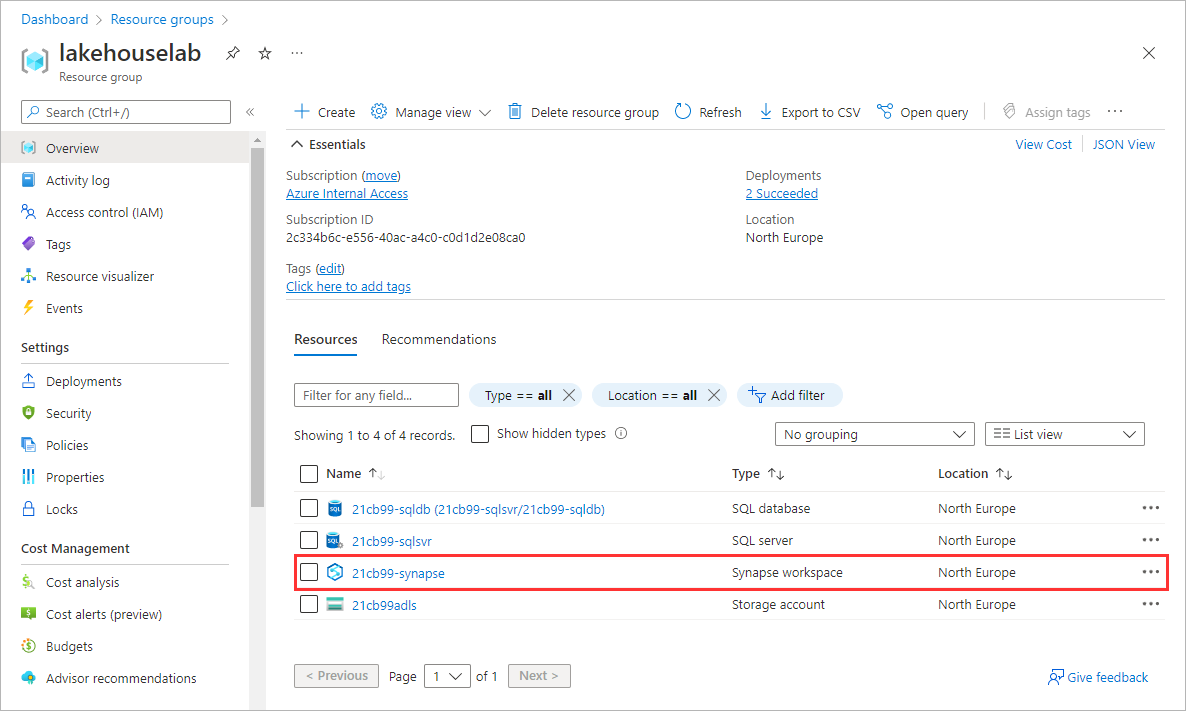 Dashboard > Resource groups >
lakehouselab ...
Resource group
Search (Ctrl+/) «
Overview
Activity log
Access control (IAM)
Tags
Resource visualizer
Events
Settings
Deployments
Security
Policies
Properties
Locks
Cost Management
Cost analysis
Cost alerts (preview)
Budgets
Advisor recommendations
Create Manage view Delete resource group Refresh Export to CSV Open query Assign tags ...
Essentials View Cost JSON View
Subscription (move)
Azure Internal Access
Subscription ID
2c334b6c-e556-40ac-a4c0-c0d1d2e08ca0
Tags (edit)
Click here to add tags
Deployments
2 Succeeded
Location
North Europe
Resources Recommendations
Filter for any field... Type == all Location == all Add filter
Showing 1 to 4 of 4 records. Show hidden types No grouping List view
Name Type Location
SQL 21cb99-sqldb (21cb99-sqlsvr/21cb99-sqldb) SQL database North Europe ...
SQL 21cb99-sqlsvr SQL server North Europe ...
21cb99-synapse Synapse workspace North Europe ...
21cb99adls Storage account North Europe ...
< Previous Page 1 of 1 Next > Give feedback